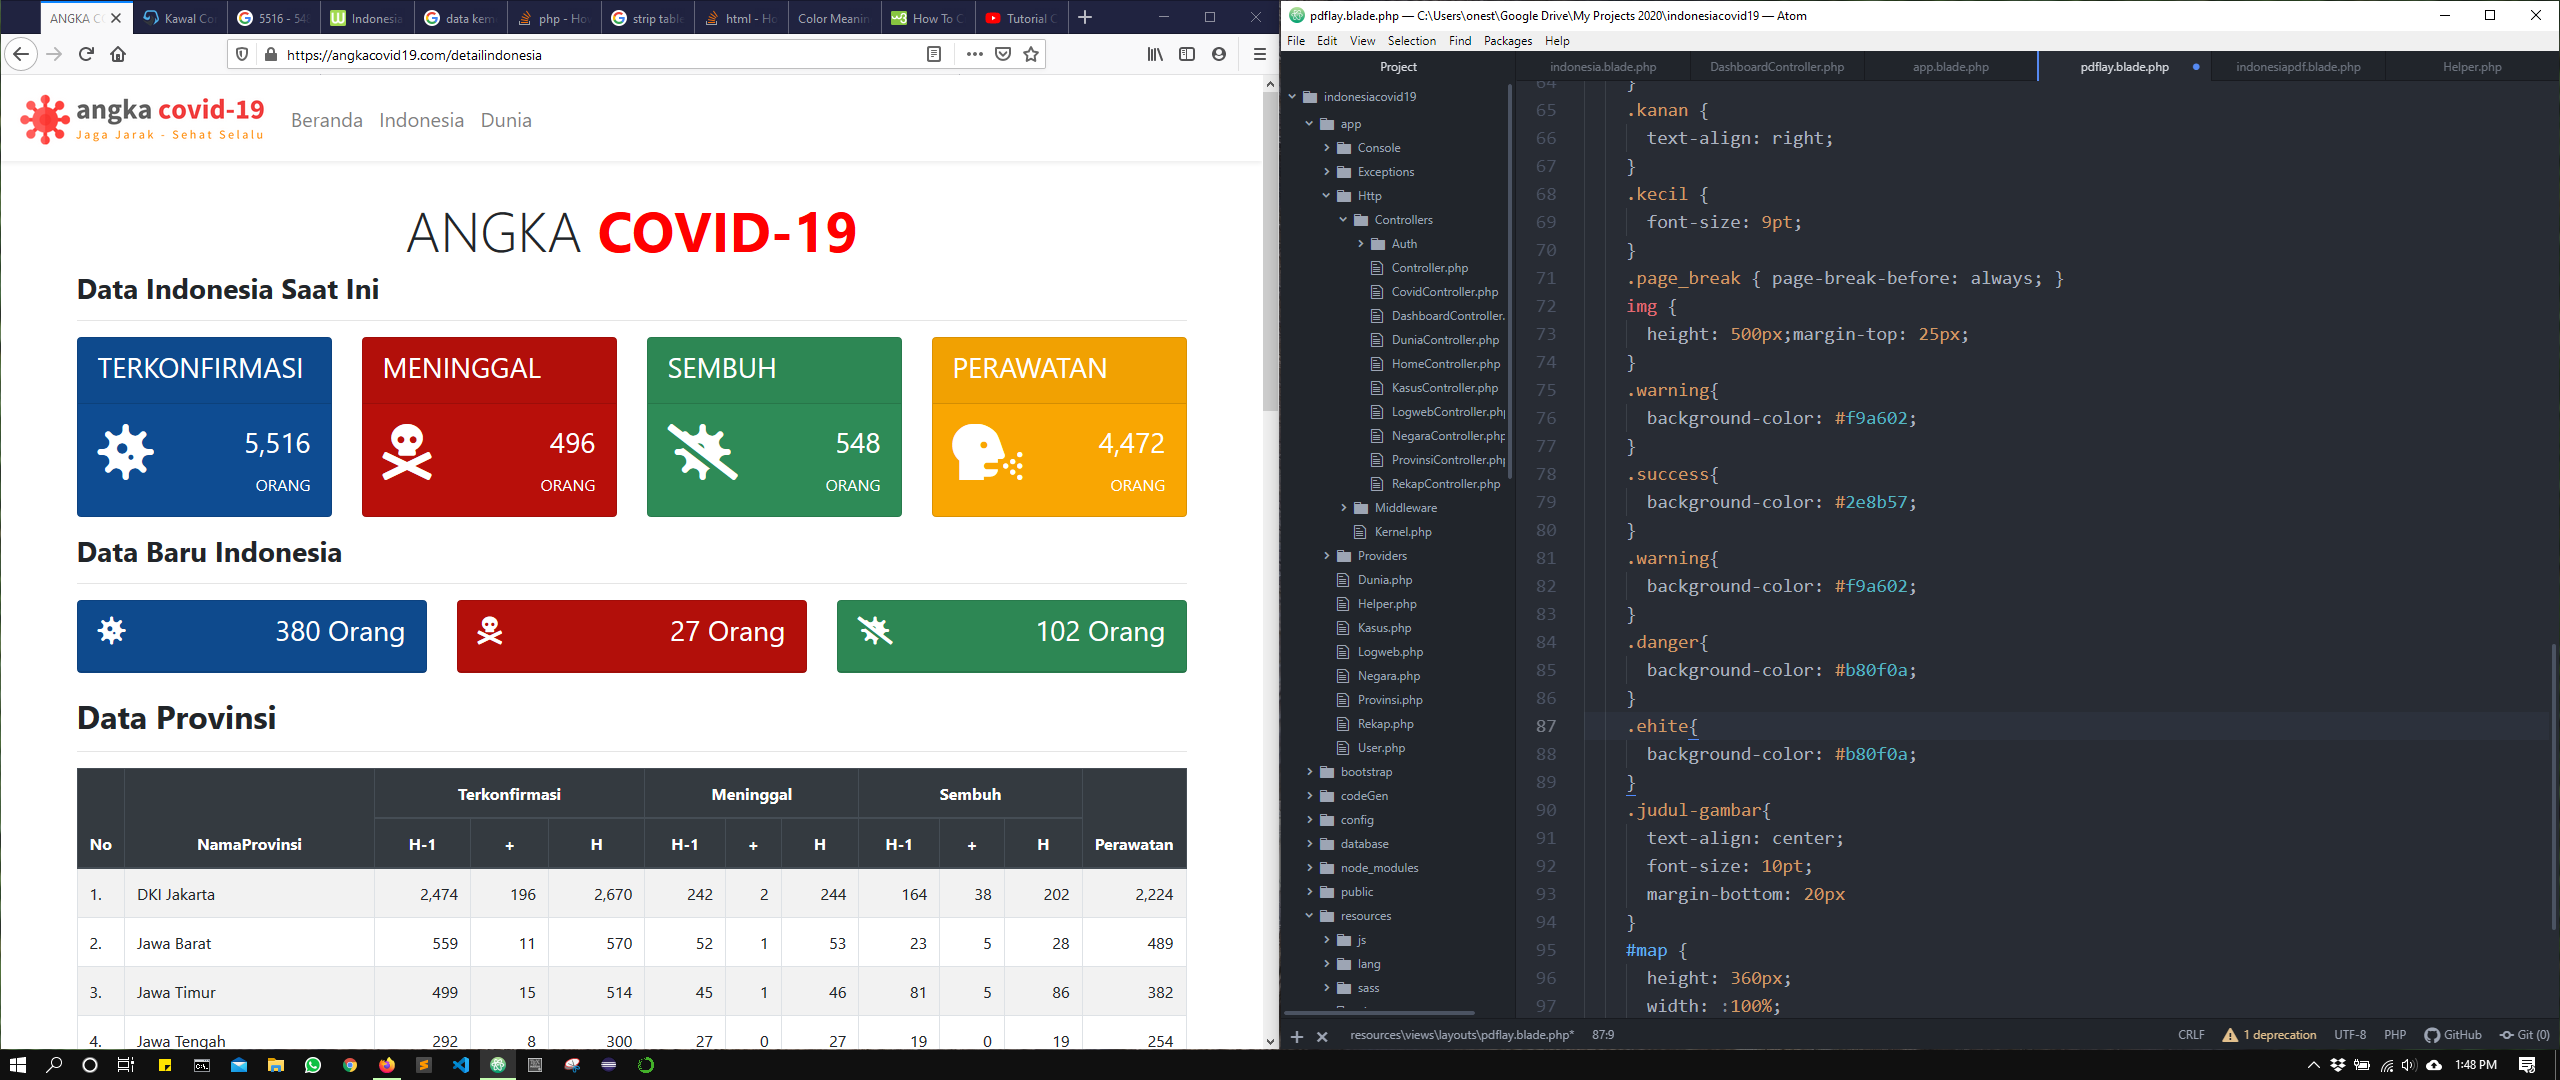 ANGKA CO
Kawal Co
5516 - 548
Indonesia
data kem
php - Ho
strip table
html - Ho
Color Meanin
How To C
Tutorial C
https://angkacovid19.com/detailindonesia
angka covid-19
Jaga Jarak - Sehat Selalu
Beranda Indonesia Dunia
ANGKA COVID-19
Data Indonesia Saat Ini
TERKONFIRMASI
5,516
ORANG
MENINGGAL
496
ORANG
SEMBUH
548
ORANG
PERAWATAN
4,472
ORANG
Data Baru Indonesia
380 Orang
27 Orang
102 Orang
Data Provinsi
No NamaProvinsi Terkonfirmasi Meninggal Sembuh Perawatan
H-1 + H H-1 + H H-1 + H
1. DKI Jakarta 2,474 196 2,670 242 2 244 164 38 202 2,224
2. Jawa Barat 559 11 570 52 1 53 23 5 28 489
3. Jawa Timur 499 15 514 45 1 46 81 5 86 382
4. Jawa Tengah 292 8 300 27 0 27 19 0 19 254
pdflay.blade.php — C:\Users\onest\Google Drive\My Projects 2020\indonesiacovid19 — Atom
File Edit View Selection Find Packages Help
Project
indonesia.blade.php
DashboardController.php
app.blade.php
pdflay.blade.php
indonesiapdf.blade.php
Helper.php
indonesiacovid19
app
Console
Exceptions
Http
Controllers
Auth
Controller.php
CovidController.php
DashboardController.
DuniaController.php
HomeController.php
KasusController.php
LogwebController.php
NegaraController.php
ProvinsiController.php
RekapController.php
Middleware
Kernel.php
Providers
Dunia.php
Helper.php
Kasus.php
Logweb.php
Negara.php
Provinsi.php
Rekap.php
User.php
bootstrap
codeGen
config
database
node_modules
public
resources
js
lang
sass
64 }
65 .kanan {
66 text-align: right;
67 }
68 .kecil {
69 font-size: 9pt;
70 }
71 .page_break { page-break-before: always; }
72 img {
73 height: 500px;margin-top: 25px;
74 }
75 .warning{
76 background-color: #f9a602;
77 }
78 .success{
79 background-color: #2e8b57;
80 }
81 .warning{
82 background-color: #f9a602;
83 }
84 .danger{
85 background-color: #b80f0a;
86 }
87 .ehite{
88 background-color: #b80f0a;
89 }
90 .judul-gambar{
91 text-align: center;
92 font-size: 10pt;
93 margin-bottom: 20px
94 }
95 #map {
96 height: 360px;
97 width: :100%;
resources\views\layouts\pdflay.blade.php* 87:9
CRLF 1 deprecation UTF-8 PHP GitHub Git (0)
1:48 PM